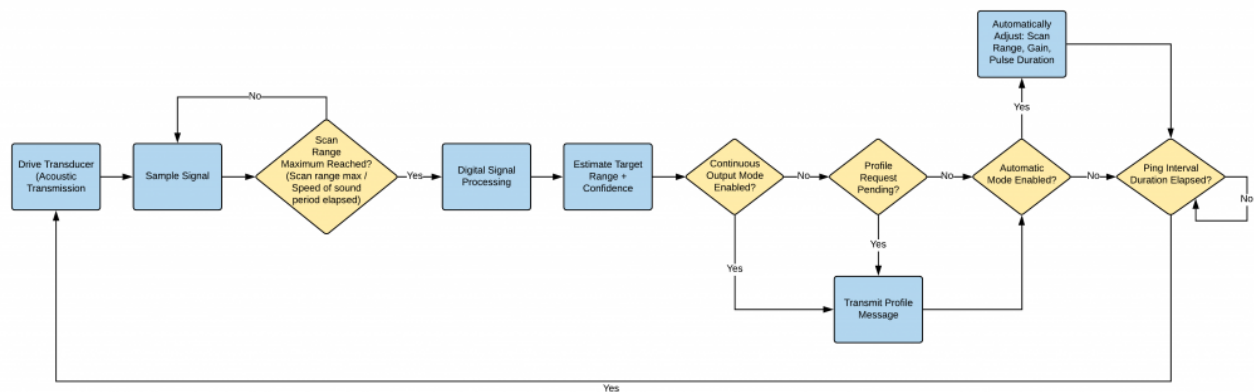 Automatically
Adjust: Scan
Range, Gain,
Pulse Duration
Yes
No
Drive Transducer
(Acoustic
Transmission
Sample Signal
Scan
Range
Maximum Reached?
(Scan range max /
Speed of sound
period elapsed)
Yes
Digital Signal
Processing
Estimate Target
Range +
Confidence
Continuous
Output Mode
Enabled?
No
Profile
Request
Pending?
No
Automatic
Mode Enabled?
No
Ping Interval
Duration Elapsed?
No
Yes
Yes
Transmit Profile
Message
Yes